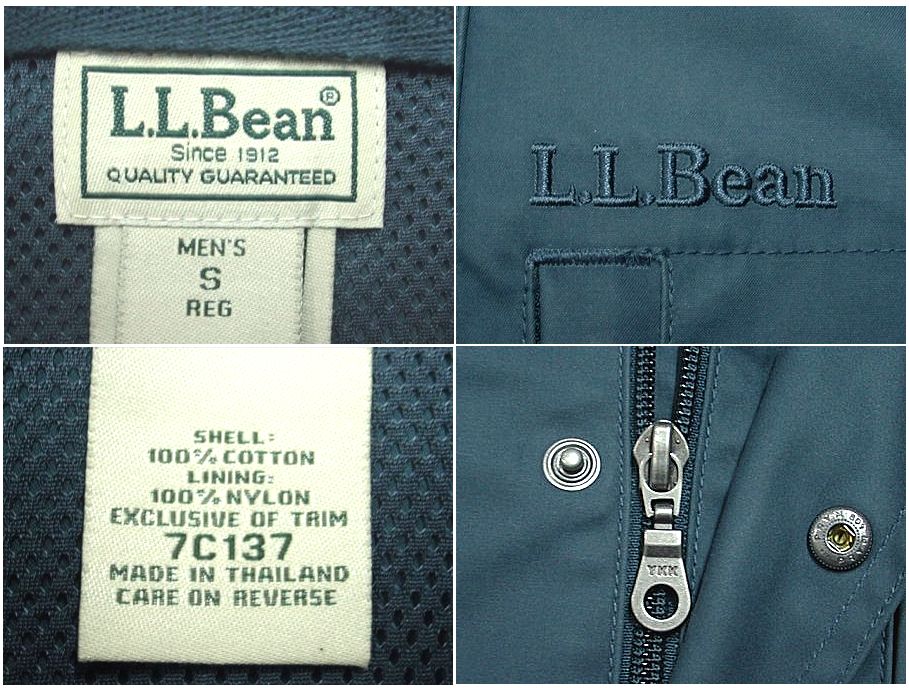 L.L.Bean®
Since 1912
QUALITY GUARANTEED
MEN'S
S
REG
L.L.Bean
SHELL:
100% COTTON
LINING:
100% NYLON
EXCLUSIVE OF TRIM
7C137
MADE IN THAILAND
CARE ON REVERSE
YKK